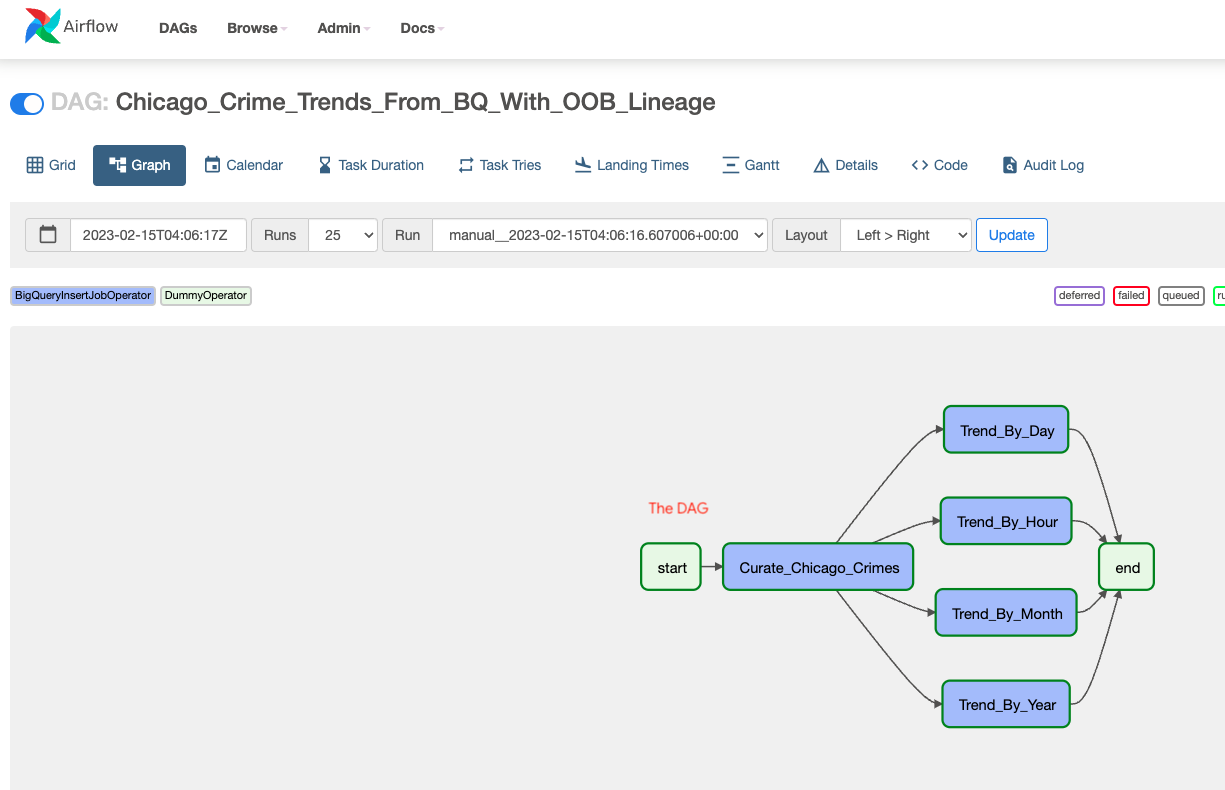 Airflow DAGs Browse Admin Docs
DAG: Chicago_Crime_Trends_From_BQ_With_OOB_Lineage
Grid Graph Calendar Task Duration Task Tries Landing Times Gantt Details Code Audit Log
2023-02-15T04:06:17Z Runs 25 Run manual__2023-02-15T04:06:16.607006+00:00 Layout Left > Right Update
BigQueryInsertJobOperator DummyOperator deferred failed queued
Trend_By_Day
The DAG
Trend_By_Hour
start Curate_Chicago_Crimes end
Trend_By_Month
Trend_By_Year